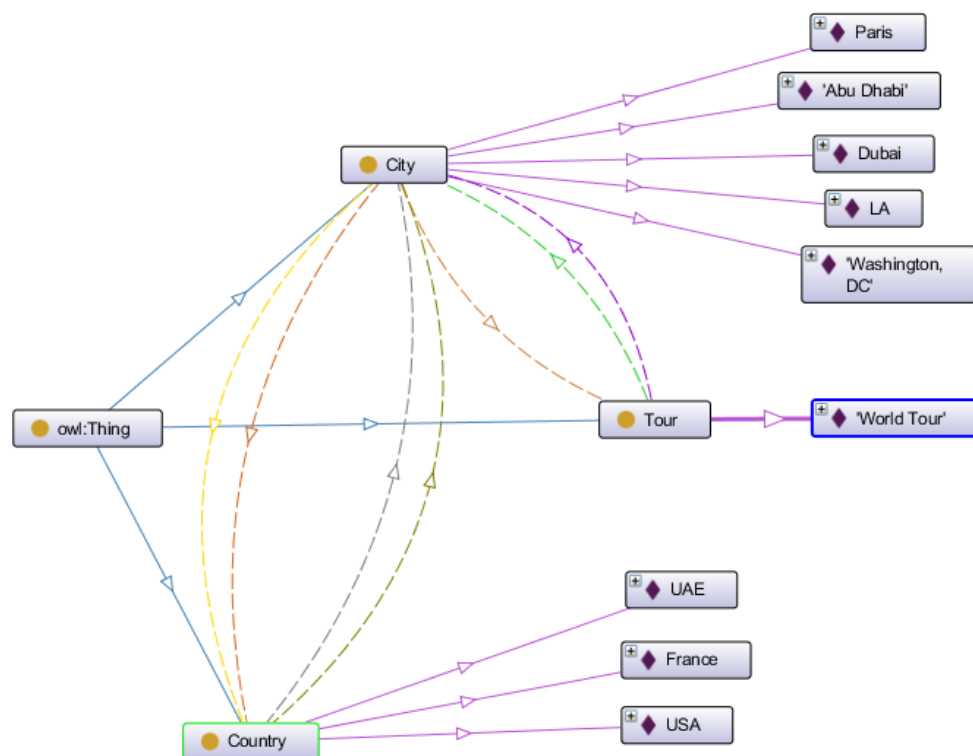 Paris
'Abu Dhabi'
City
Dubai
LA
'Washington,
DC'
owl:Thing
Tour
'World Tour'
UAE
France
USA
Country